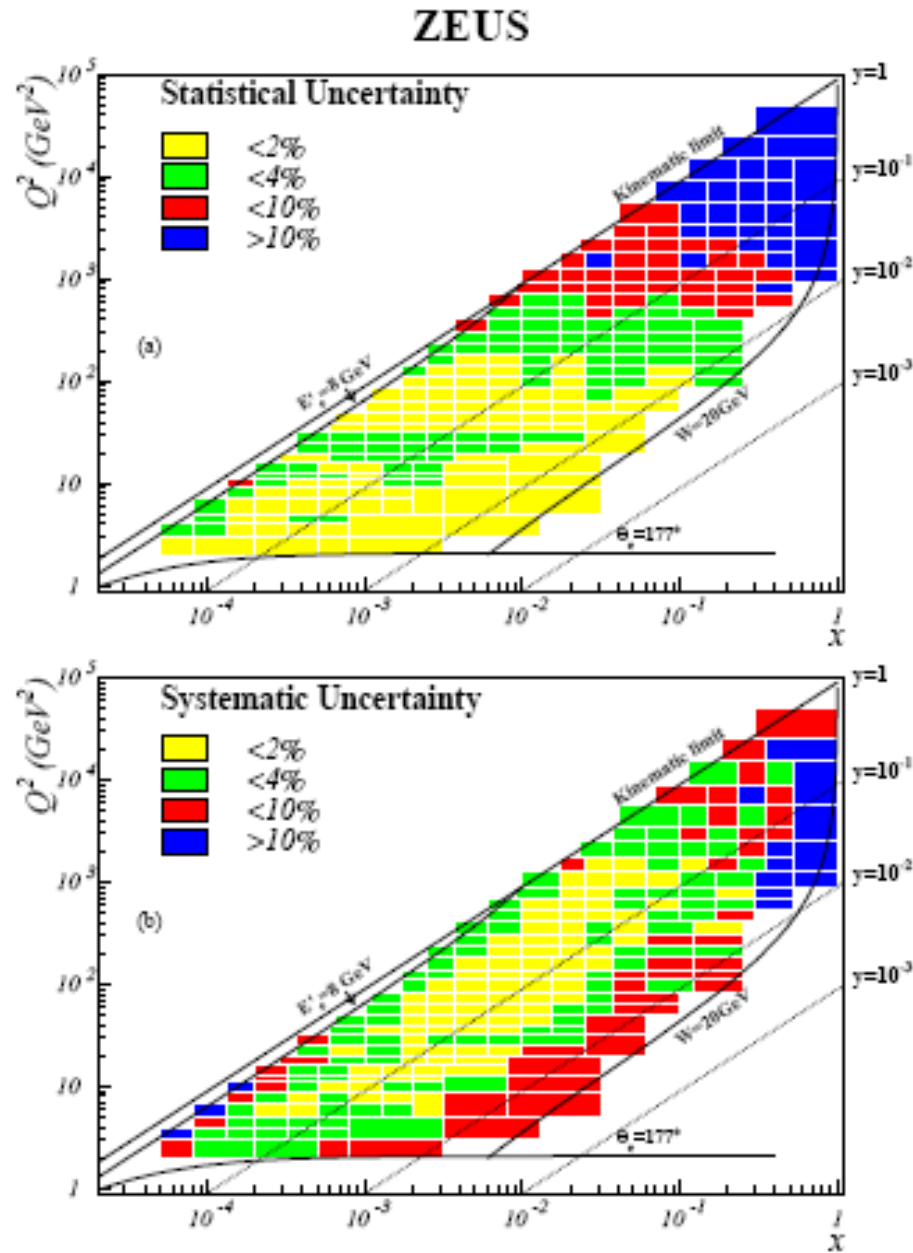 ZEUS
Q² (GeV²)
10⁵
10⁴
10³
10²
10
1
Statistical Uncertainty
<2%
<4%
<10%
>10%
(a)
Kinematic limit
E'ₑ=8 GeV
W=20GeV
θₑ=177°
y=1
y=10⁻¹
y=10⁻²
y=10⁻³
10⁻⁴ 10⁻³ 10⁻² 10⁻¹ 1
x
Q² (GeV²)
10⁵
10⁴
10³
10²
10
1
Systematic Uncertainty
<2%
<4%
<10%
>10%
(b)
Kinematic limit
E'ₑ=8 GeV
W=20GeV
θₑ=177°
y=1
y=10⁻¹
y=10⁻²
y=10⁻³
10⁻⁴ 10⁻³ 10⁻² 10⁻¹ 1
x